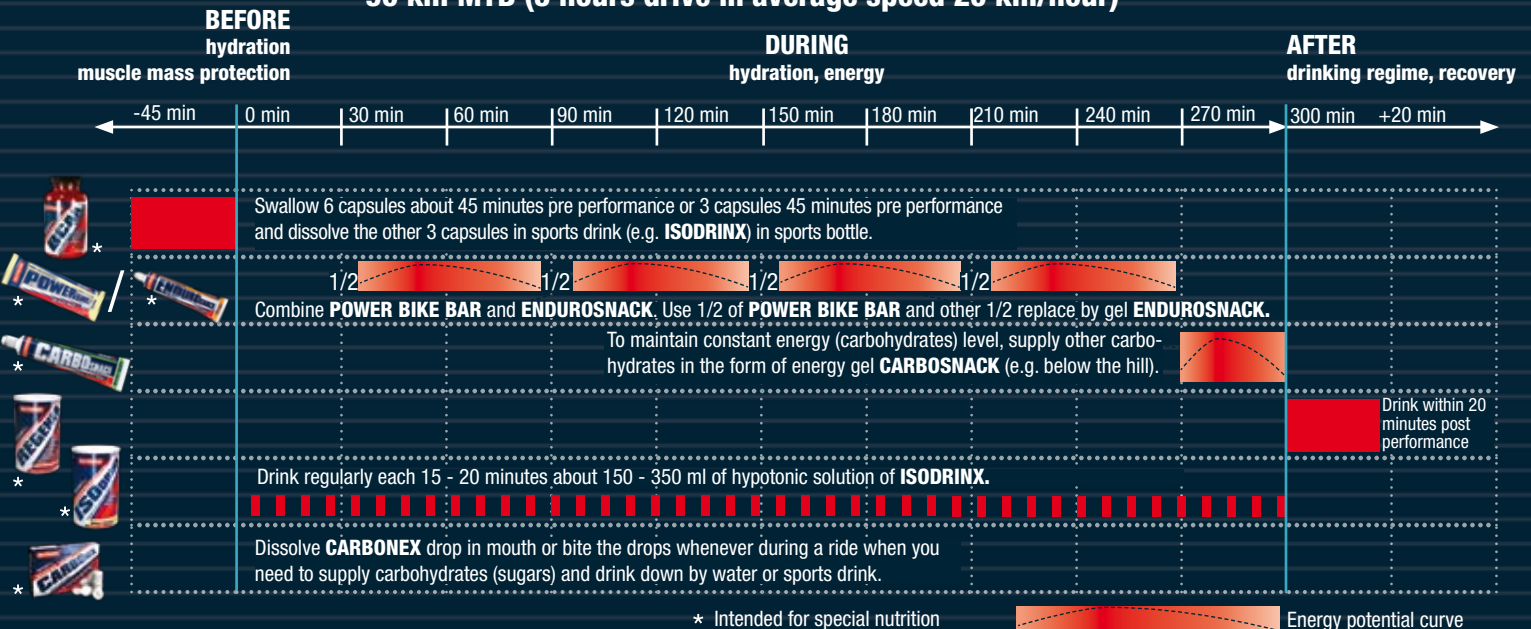 BEFORE
hydration
muscle mass protection
DURING
hydration, energy
AFTER
drinking regime, recovery
-45 min 0 min 30 min 60 min 90 min 120 min 150 min 180 min 210 min 240 min 270 min 300 min +20 min
Swallow 6 capsules about 45 minutes pre performance or 3 capsules 45 minutes pre performance
and dissolve the other 3 capsules in sports drink (e.g. ISODRINX) in sports bottle.
*
1/2 1/2 1/2 1/2
* / *
Combine POWER BIKE BAR and ENDUROSNACK. Use 1/2 of POWER BIKE BAR and other 1/2 replace by gel ENDUROSNACK.
To maintain constant energy (carbohydrates) level, supply other carbo-
hydrates in the form of energy gel CARBOSNACK (e.g. below the hill).
CARBOSNACK
*
Drink within 20
minutes post
performance
*
Drink regularly each 15 - 20 minutes about 150 - 350 ml of hypotonic solution of ISODRINX.
*
Dissolve CARBONEX drop in mouth or bite the drops whenever during a ride when you
need to supply carbohydrates (sugars) and drink down by water or sports drink.
*
* Intended for special nutrition
Energy potential curve